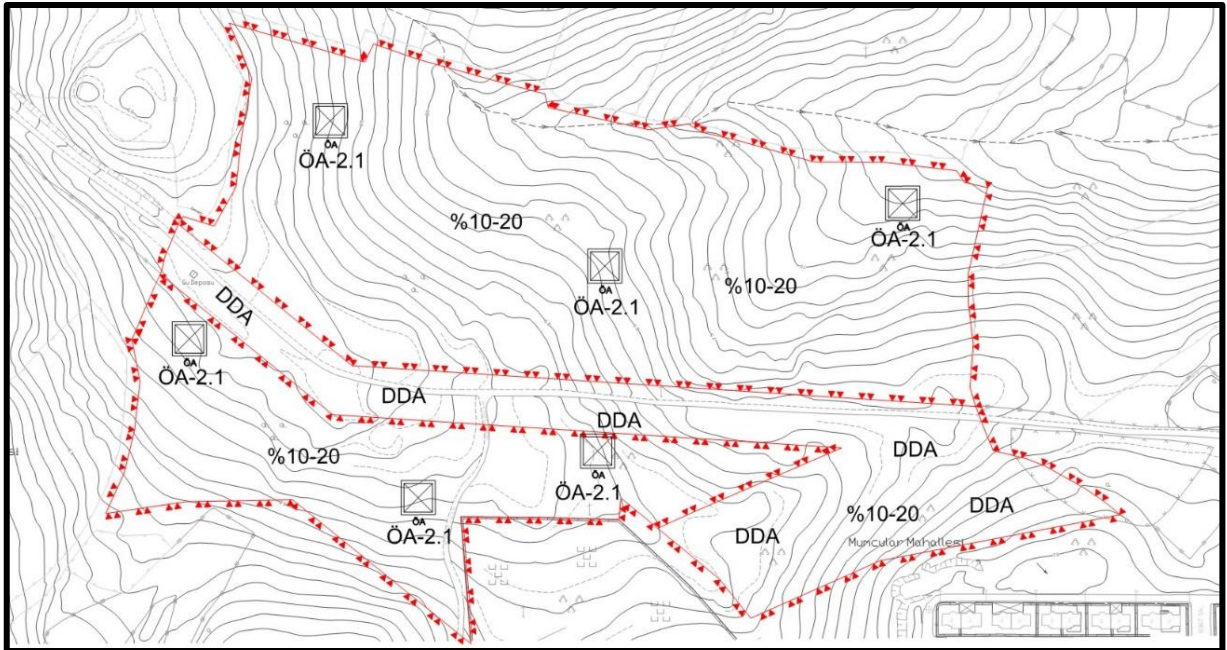 ÖA
ÖA-2.1
%10-20
ÖA
ÖA-2.1
ÖA
ÖA-2.1
%10-20
Su Deposu
DDA
ÖA
ÖA-2.1
DDA
DDA
DDA
%10-20
ÖA
ÖA-2.1
ÖA
ÖA-2.1
DDA
%10-20
DDA
Mumcular Mahallesi